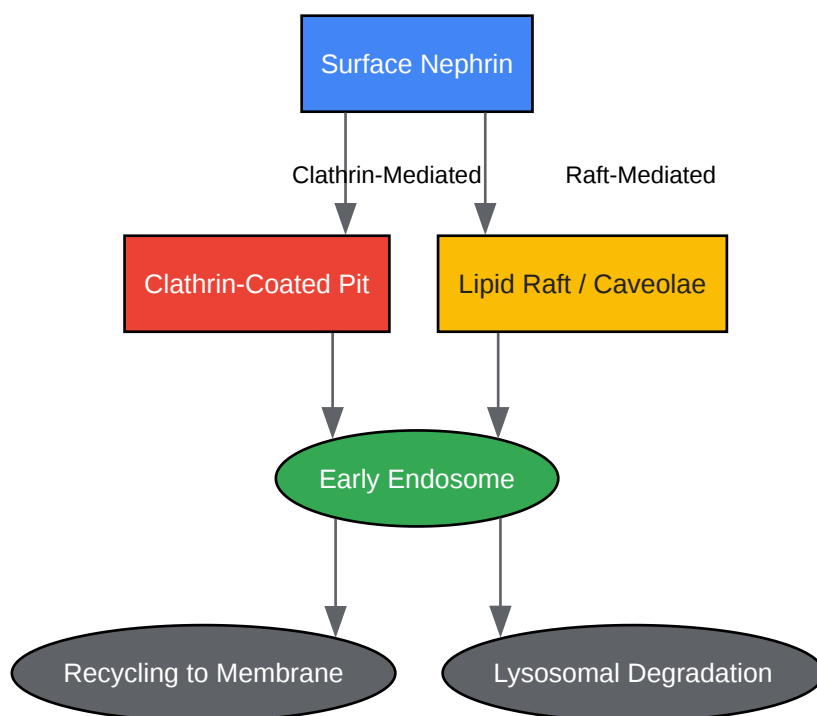 Surface Nephrin
Clathrin-Mediated
Raft-Mediated
Clathrin-Coated Pit
Lipid Raft / Caveolae
Early Endosome
Recycling to Membrane
Lysosomal Degradation